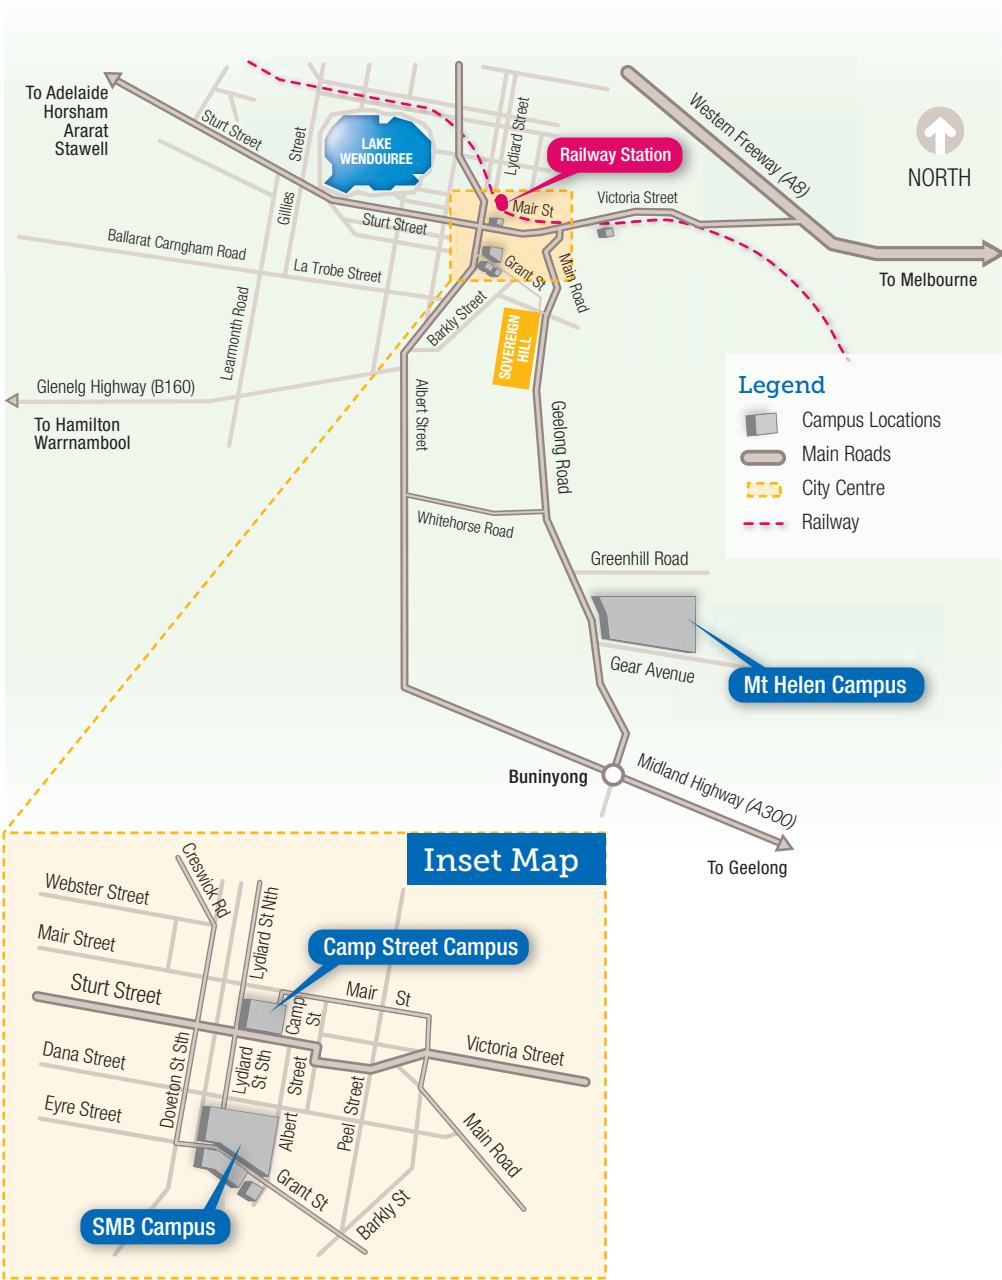 To Adelaide
Horsham
Ararat
Stawell
Sturt Street
Street
Gillies
LAKE
WENDOUREE
Lydiard Street
Railway Station
Western Freeway (A8)
NORTH
Mair St
Victoria Street
Sturt Street
Ballarat Carngham Road
La Trobe Street
Grant St
Main Road
To Melbourne
Learmonth Road
Barkly Street
SOVEREIGN
HILL
Glenelg Highway (B160)
To Hamilton
Warrnambool
Albert Street
Geelong Road
Legend
Campus Locations
Main Roads
City Centre
Railway
Whitehorse Road
Greenhill Road
Gear Avenue
Mt Helen Campus
Buninyong
Midland Highway (A300)
To Geelong
Inset Map
Creswick Rd
Webster Street
Lydiard St Nth
Mair Street
Camp Street Campus
Sturt Street
Mair St
Camp
St
Victoria Street
Dana Street
Doveton St Sth
Lydiard
St Sth
Street
Albert
Peel Street
Eyre Street
Main Road
Grant St
Barkly St
SMB Campus